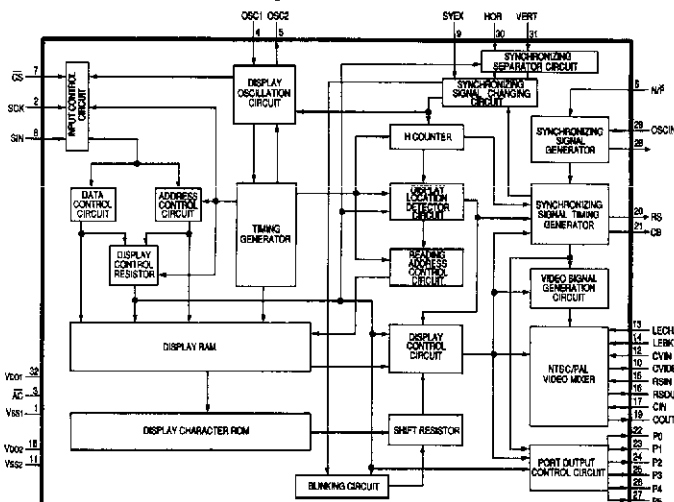 OSC1 OSC2
4 5
SYEX
9
HOR VERT
30 31
SYNCHRONIZING
SEPARATOR CIRCUIT
CS 7
SCK 2
SIN 8
INPUT CONTROL
CIRCUIT
DISPLAY
OSCILLATION
CIRCUIT
SYNCHRONIZING
SIGNAL CHANGING
CIRCUIT
6 N/P
OSCIN
28
H COUNTER
SYNCHRONIZING
SIGNAL
GENERATOR
DATA
CONTROL
CIRCUIT
ADDRESS
CONTROL
CIRCUIT
TIMING
GENERATOR
DISPLAY
LOCATION
DETECTOR
CIRCUIT
SYNCHRONIZING
SIGNAL TIMING
GENERATOR
20 RS
21 CB
DISPLAY
CONTROL
RESISTOR
READING
ADDRESS CONTROL
CIRCUIT
VIDEO SIGNAL
GENERATION
CIRCUIT
DISPLAY RAM
DISPLAY
CONTROL
CIRCUIT
NTSC/PAL
VIDEO MIXER
13
14
12 CVIN
10
15 RSIN
16
17 CIN
19
VDD1 32
AC 3
VSS1 1
VDD2 18
VSS2 11
DISPLAY CHARACTER ROM
SHIFT RESISTOR
BLINKING CIRCUIT
PORT OUTPUT
CONTROL CIRCUIT
22 P0
23 P1
24 P2
25 P3
26 P4
27